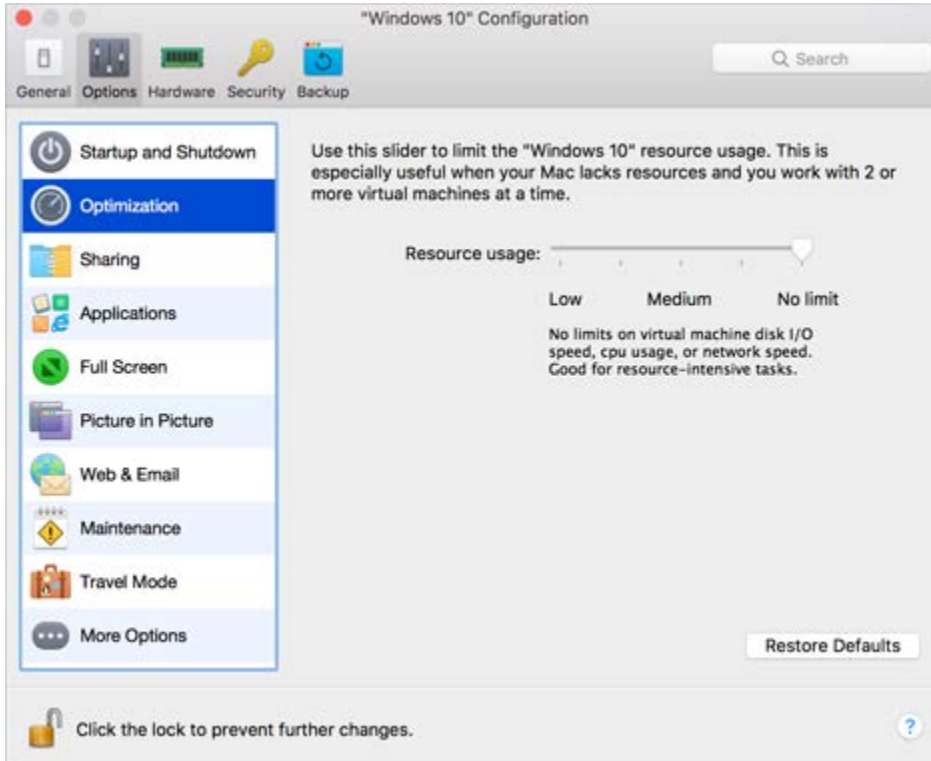 "Windows 10" Configuration
General Options Hardware Security Backup
Search
Startup and Shutdown
Optimization
Sharing
Applications
Full Screen
Picture in Picture
Web & Email
Maintenance
Travel Mode
More Options
Use this slider to limit the "Windows 10" resource usage. This is
especially useful when your Mac lacks resources and you work with 2 or
more virtual machines at a time.
Resource usage:
Low Medium No limit
No limits on virtual machine disk I/O
speed, cpu usage, or network speed.
Good for resource-intensive tasks.
Restore Defaults
Click the lock to prevent further changes.
?